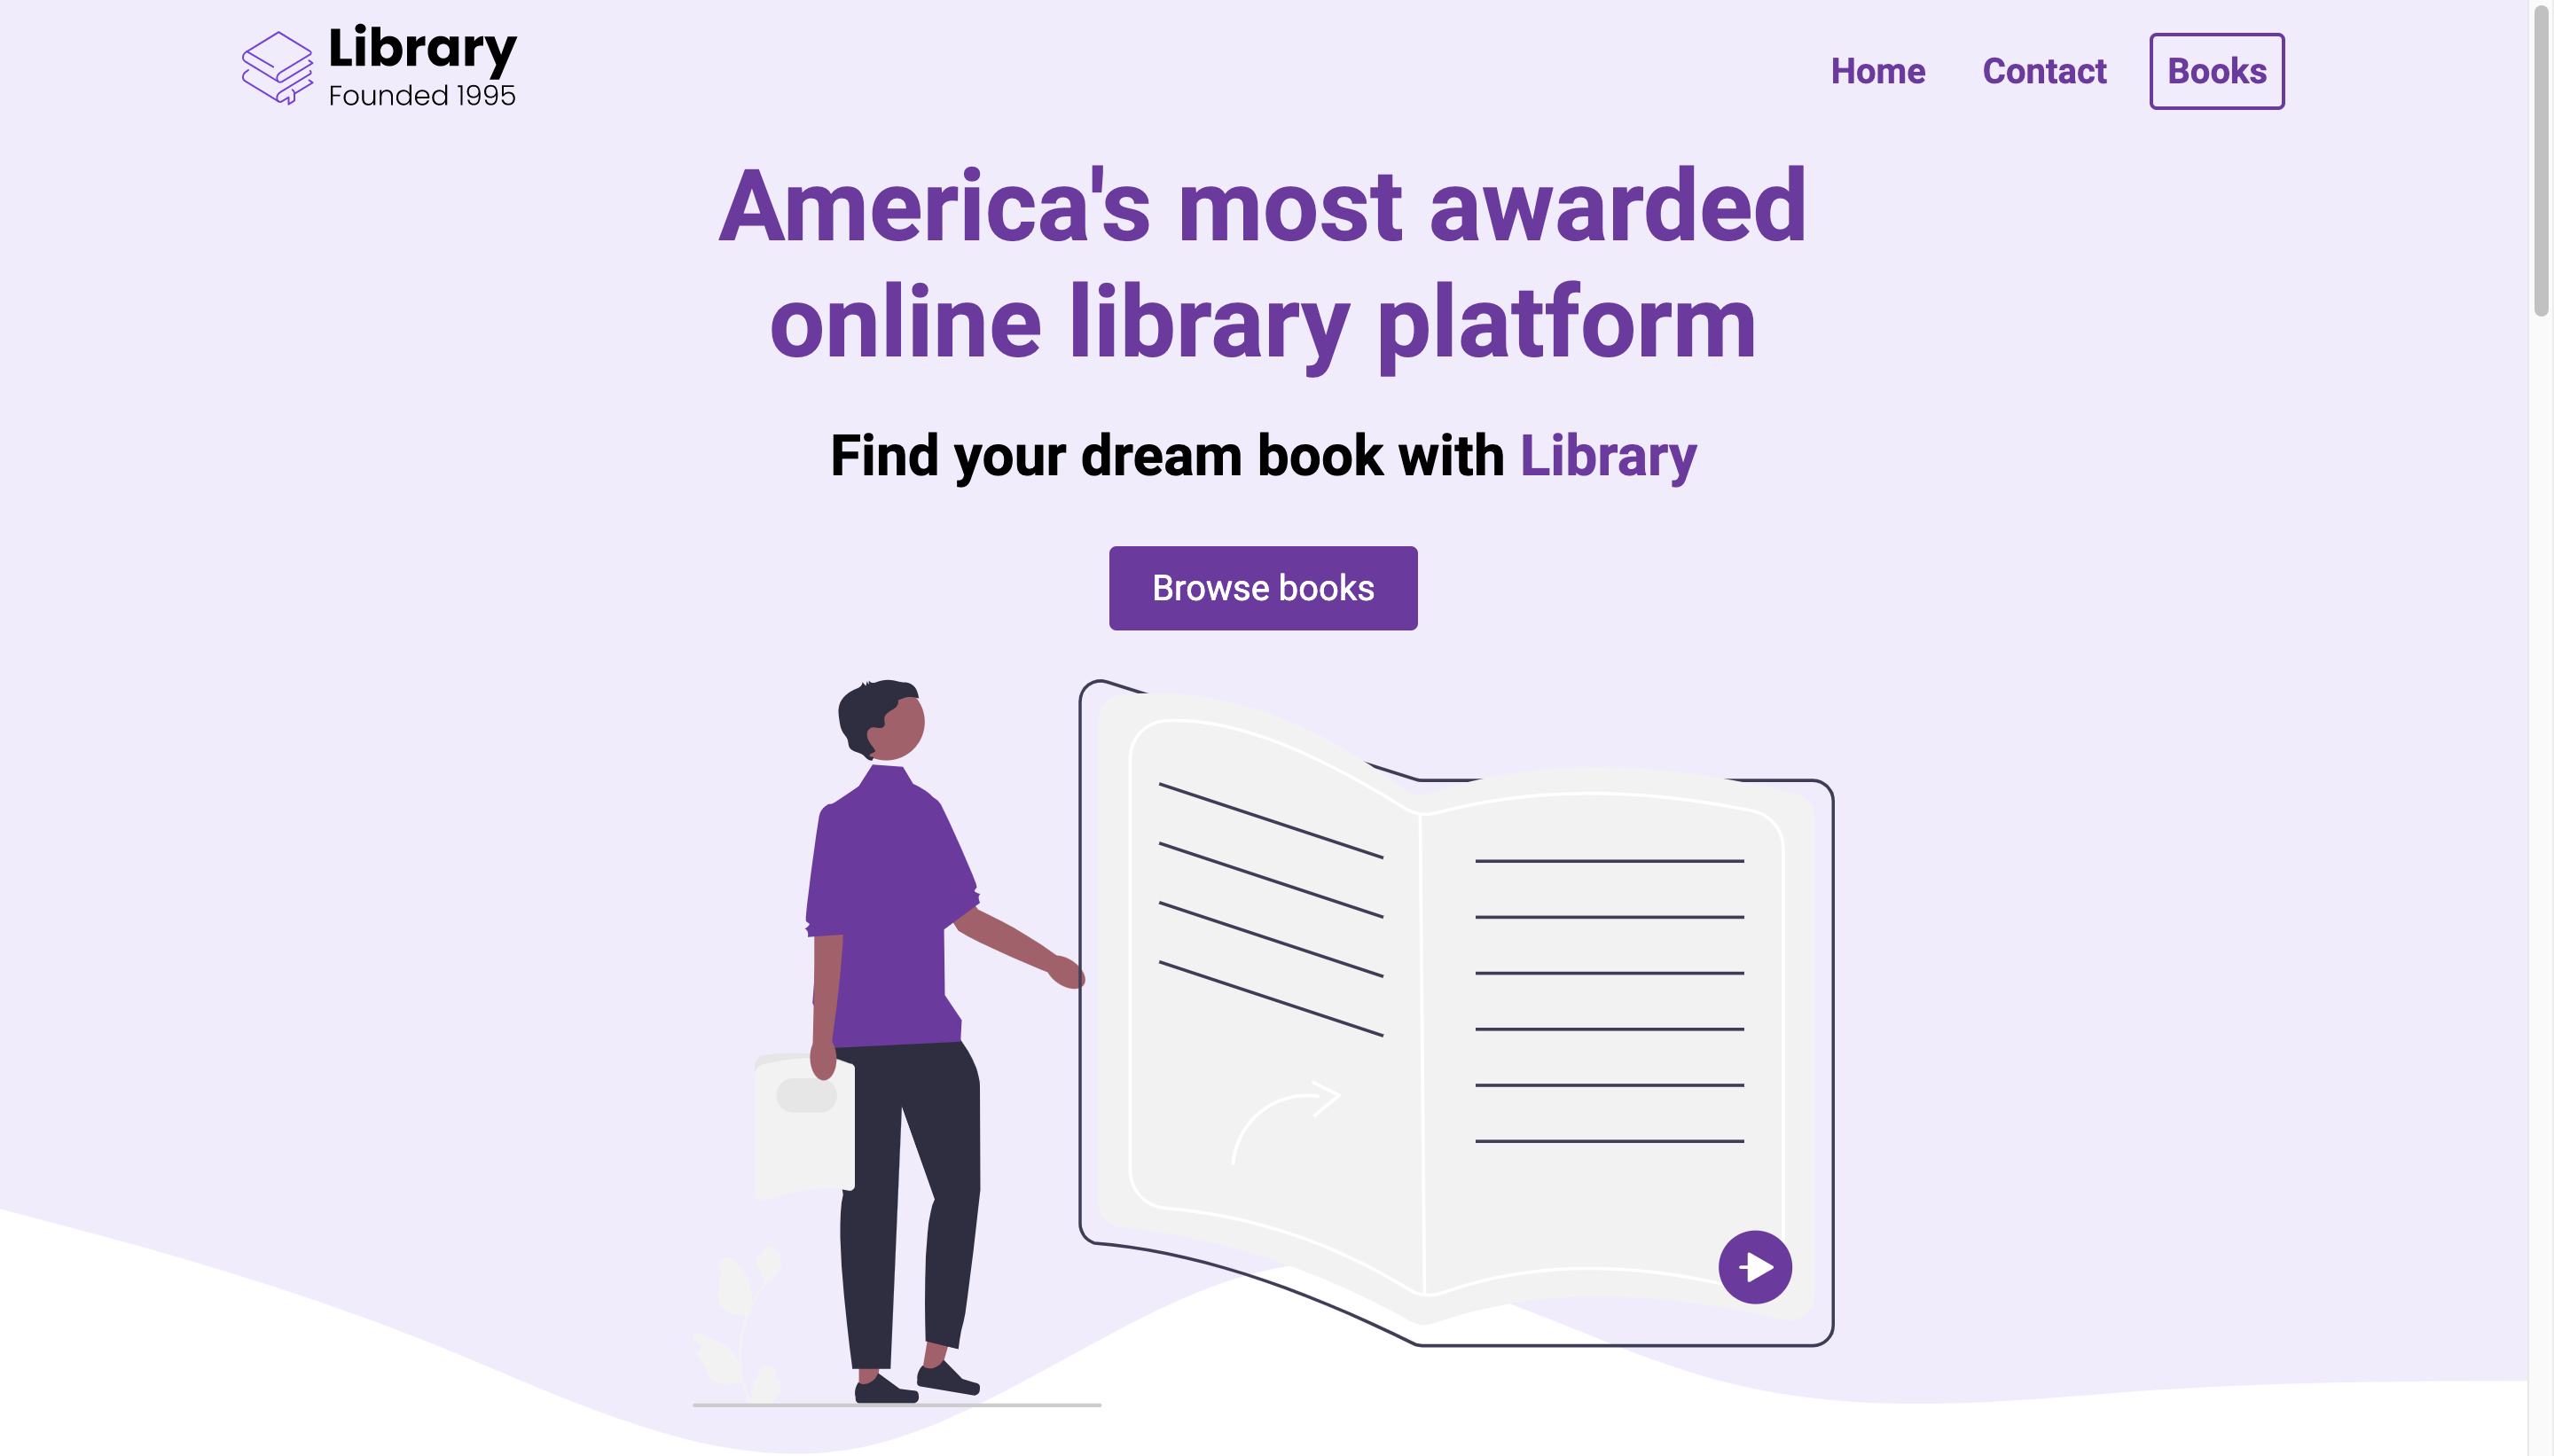 Library
Founded 1995
Home Contact Books
America's most awarded
online library platform
Find your dream book with Library
Browse books